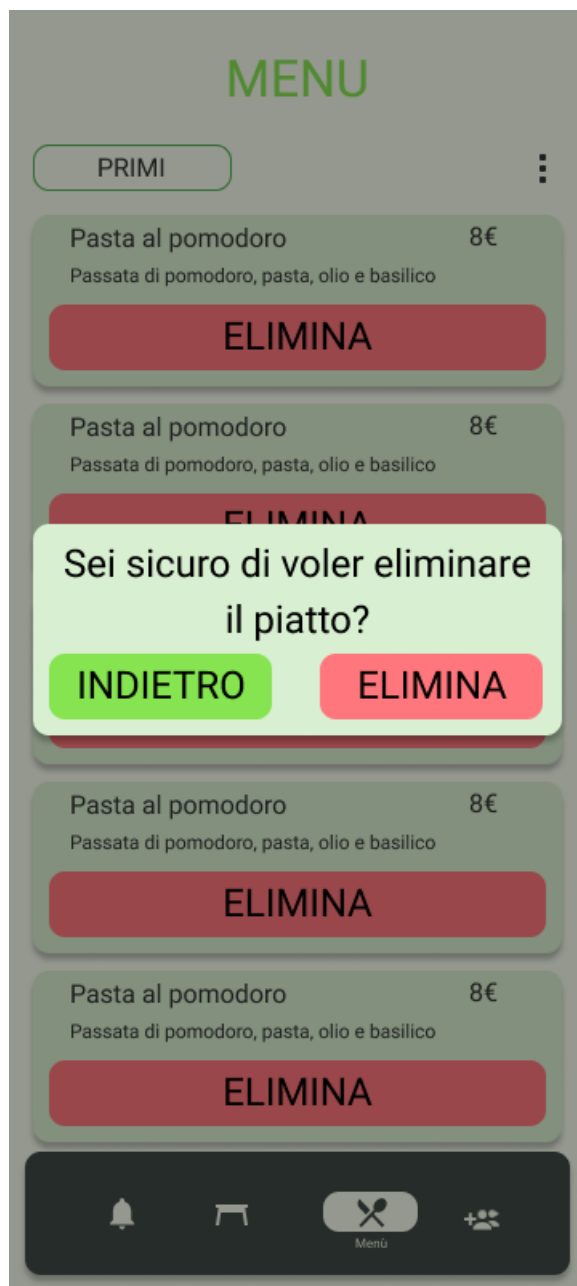 MENU
PRIMI
Pasta al pomodoro 8€
Passata di pomodoro, pasta, olio e basilico
ELIMINA
Pasta al pomodoro 8€
Passata di pomodoro, pasta, olio e basilico
ELIMINA
Sei sicuro di voler eliminare
il piatto?
INDIETRO ELIMINA
Pasta al pomodoro 8€
Passata di pomodoro, pasta, olio e basilico
ELIMINA
Pasta al pomodoro 8€
Passata di pomodoro, pasta, olio e basilico
ELIMINA
Menù